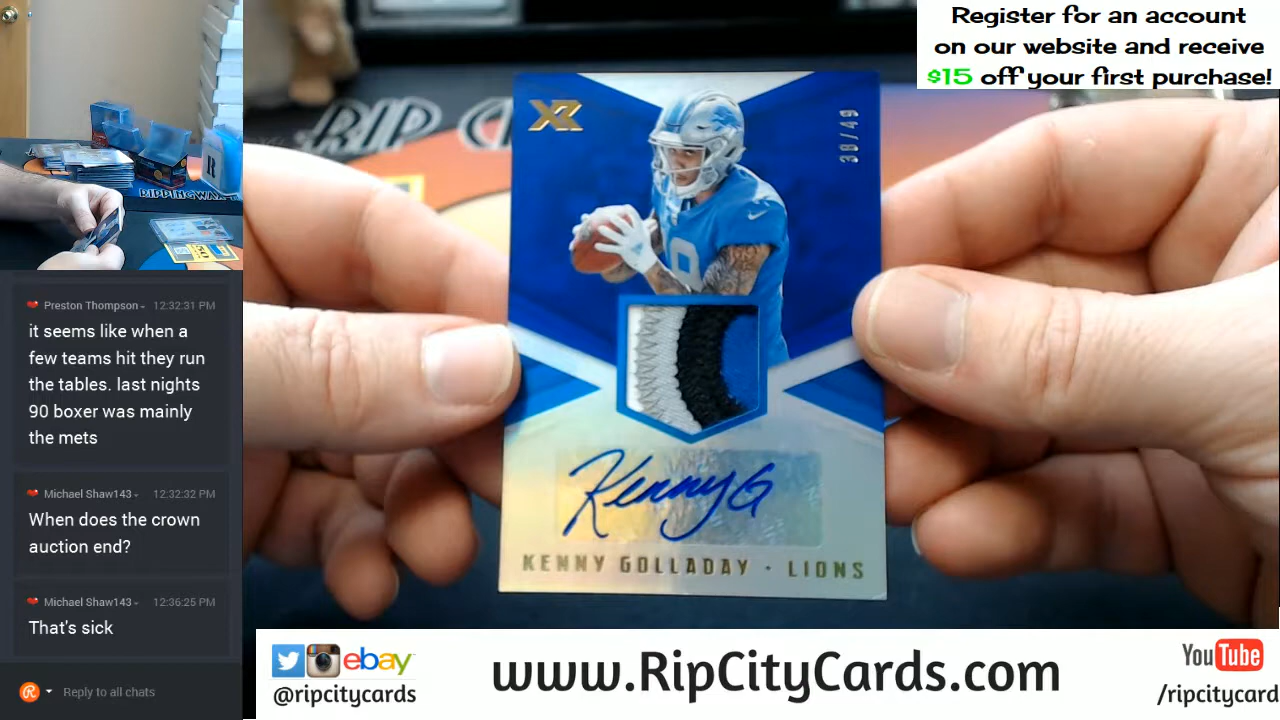 Register for an account
on our website and receive
$15 off your first purchase!
RIP C
XR
38/49
9
Kenny G
KENNY GOLLADAY · LIONS
R
RIPPINGWAX
Preston Thompson 12:32:31 PM
it seems like when a
few teams hit they run
the tables. last nights
90 boxer was mainly
the mets
Michael Shaw143 12:32:32 PM
When does the crown
auction end?
Michael Shaw143 12:36:25 PM
That's sick
Reply to all chats
ebay
@ripcitycards
www.RipCityCards.com
YouTube
/ripcitycard